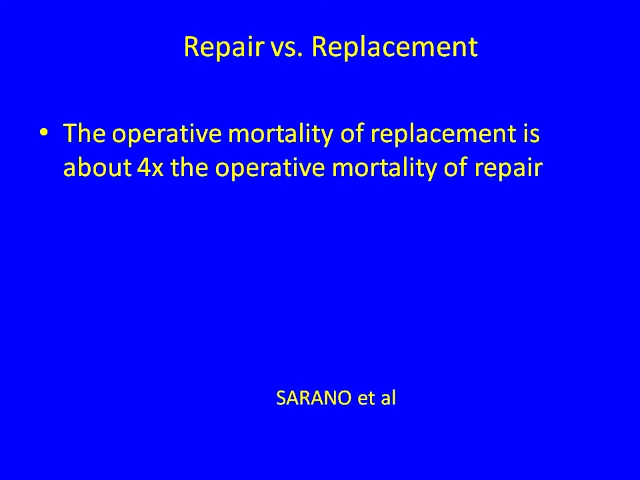 Repair vs. Replacement
• The operative mortality of replacement is
about 4x the operative mortality of repair
SARANO et al